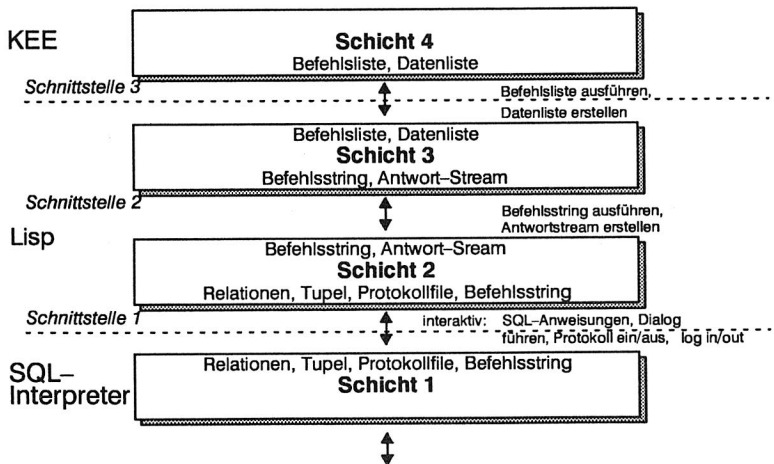 KEE
Schicht 4
Befehlsliste, Datenliste
Schnittstelle 3
Befehlsliste ausführen,
Datenliste erstellen
Befehlsliste, Datenliste
Schicht 3
Befehlsstring, Antwort–Stream
Schnittstelle 2
Befehlsstring ausführen,
Antwortstream erstellen
Lisp
Befehlsstring, Antwort–Sream
Schicht 2
Relationen, Tupel, Protokollfile, Befehlsstring
Schnittstelle 1
interaktiv: SQL–Anweisungen, Dialog
führen, Protokoll ein/aus, log in/out
SQL–
Interpreter
Relationen, Tupel, Protokollfile, Befehlsstring
Schicht 1